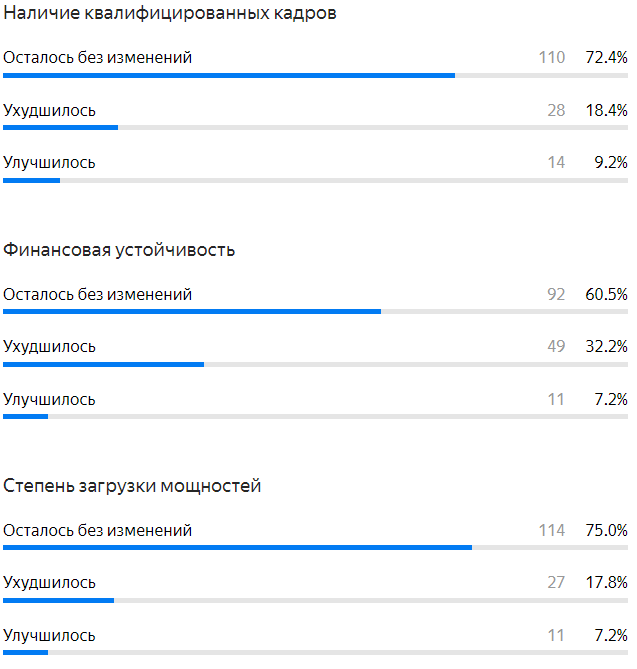 Наличие квалифицированных кадров
Осталось без изменений 110 72.4%
Ухудшилось 28 18.4%
Улучшилось 14 9.2%
Финансовая устойчивость
Осталось без изменений 92 60.5%
Ухудшилось 49 32.2%
Улучшилось 11 7.2%
Степень загрузки мощностей
Осталось без изменений 114 75.0%
Ухудшилось 27 17.8%
Улучшилось 11 7.2%